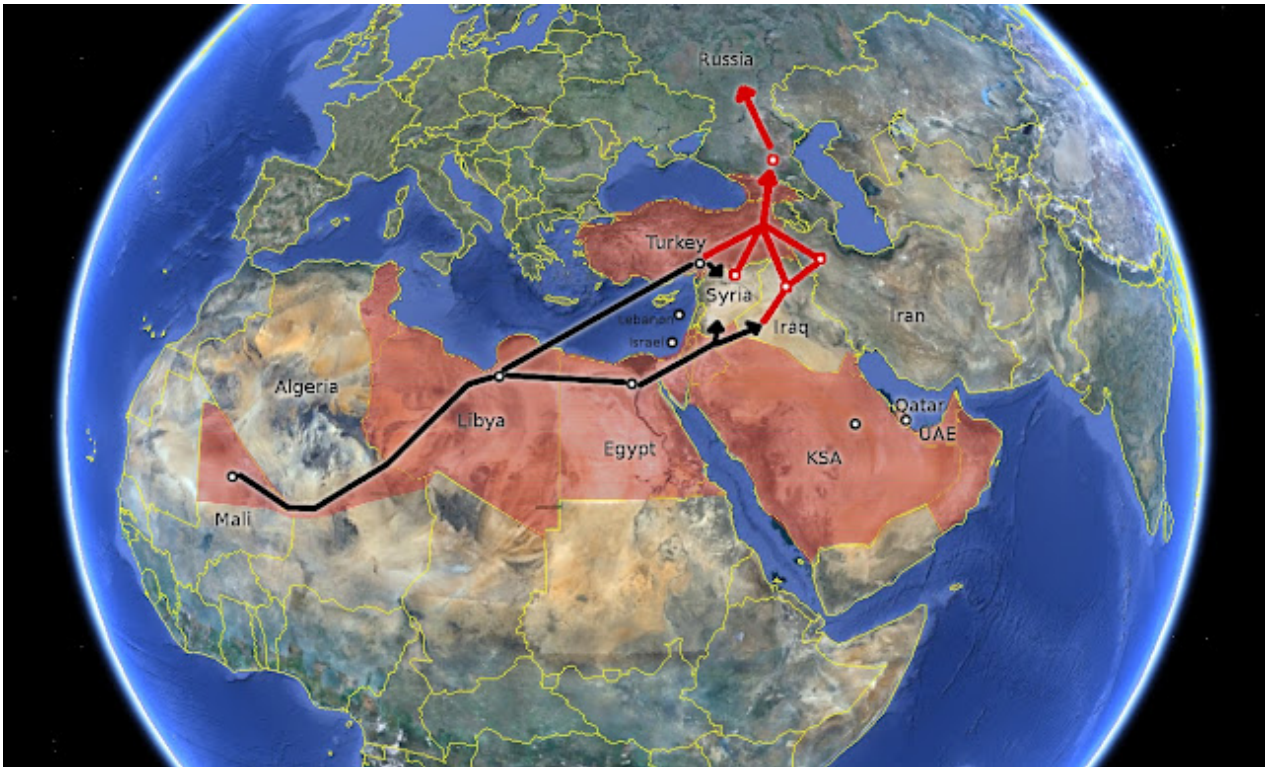 Russia
Turkey
Syria
Lebanon
Israel
Iraq
Iran
Algeria
Libya
Egypt
Qatar
UAE
KSA
Mali